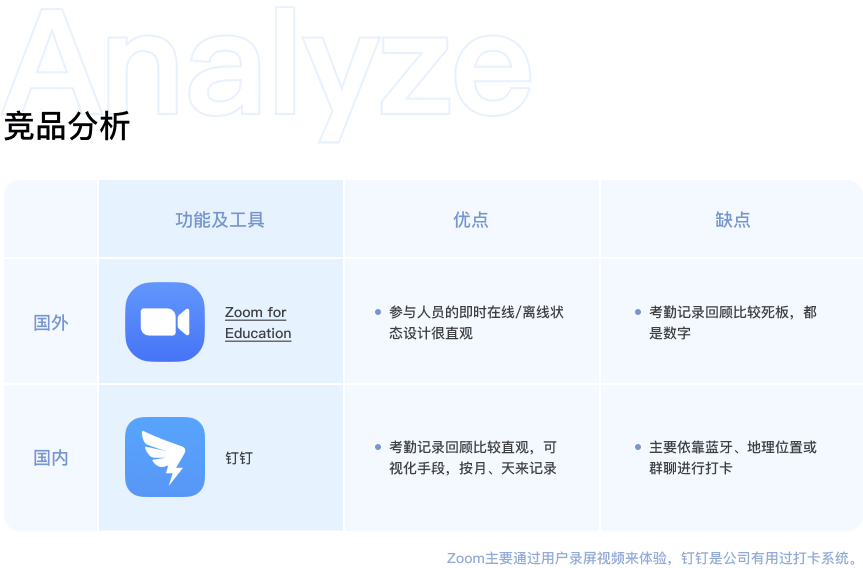 Analyze
竞品分析
功能及工具
优点
缺点
国外
Zoom for
Education
参与人员的即时在线/离线状
态设计很直观
考勤记录回顾比较死板，都
是数字
国内
钉钉
考勤记录回顾比较直观，可
视化手段，按月、天来记录
主要依靠蓝牙、地理位置或
群聊进行打卡
Zoom主要通过用户录屏视频来体验，钉钉是公司有用过打卡系统。